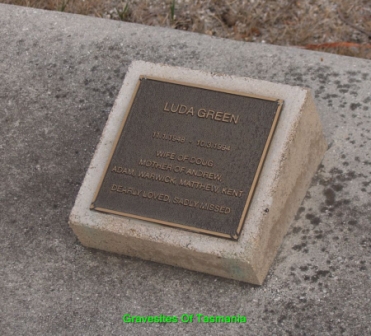 LUDA GREEN
WIFE OF DOUG
MOTHER OF ANDREW,
ADAM, WARWICK, MATTHEW, KENT
DEARLY LOVED, SADLY MISSED
Gravesites Of Tasmania